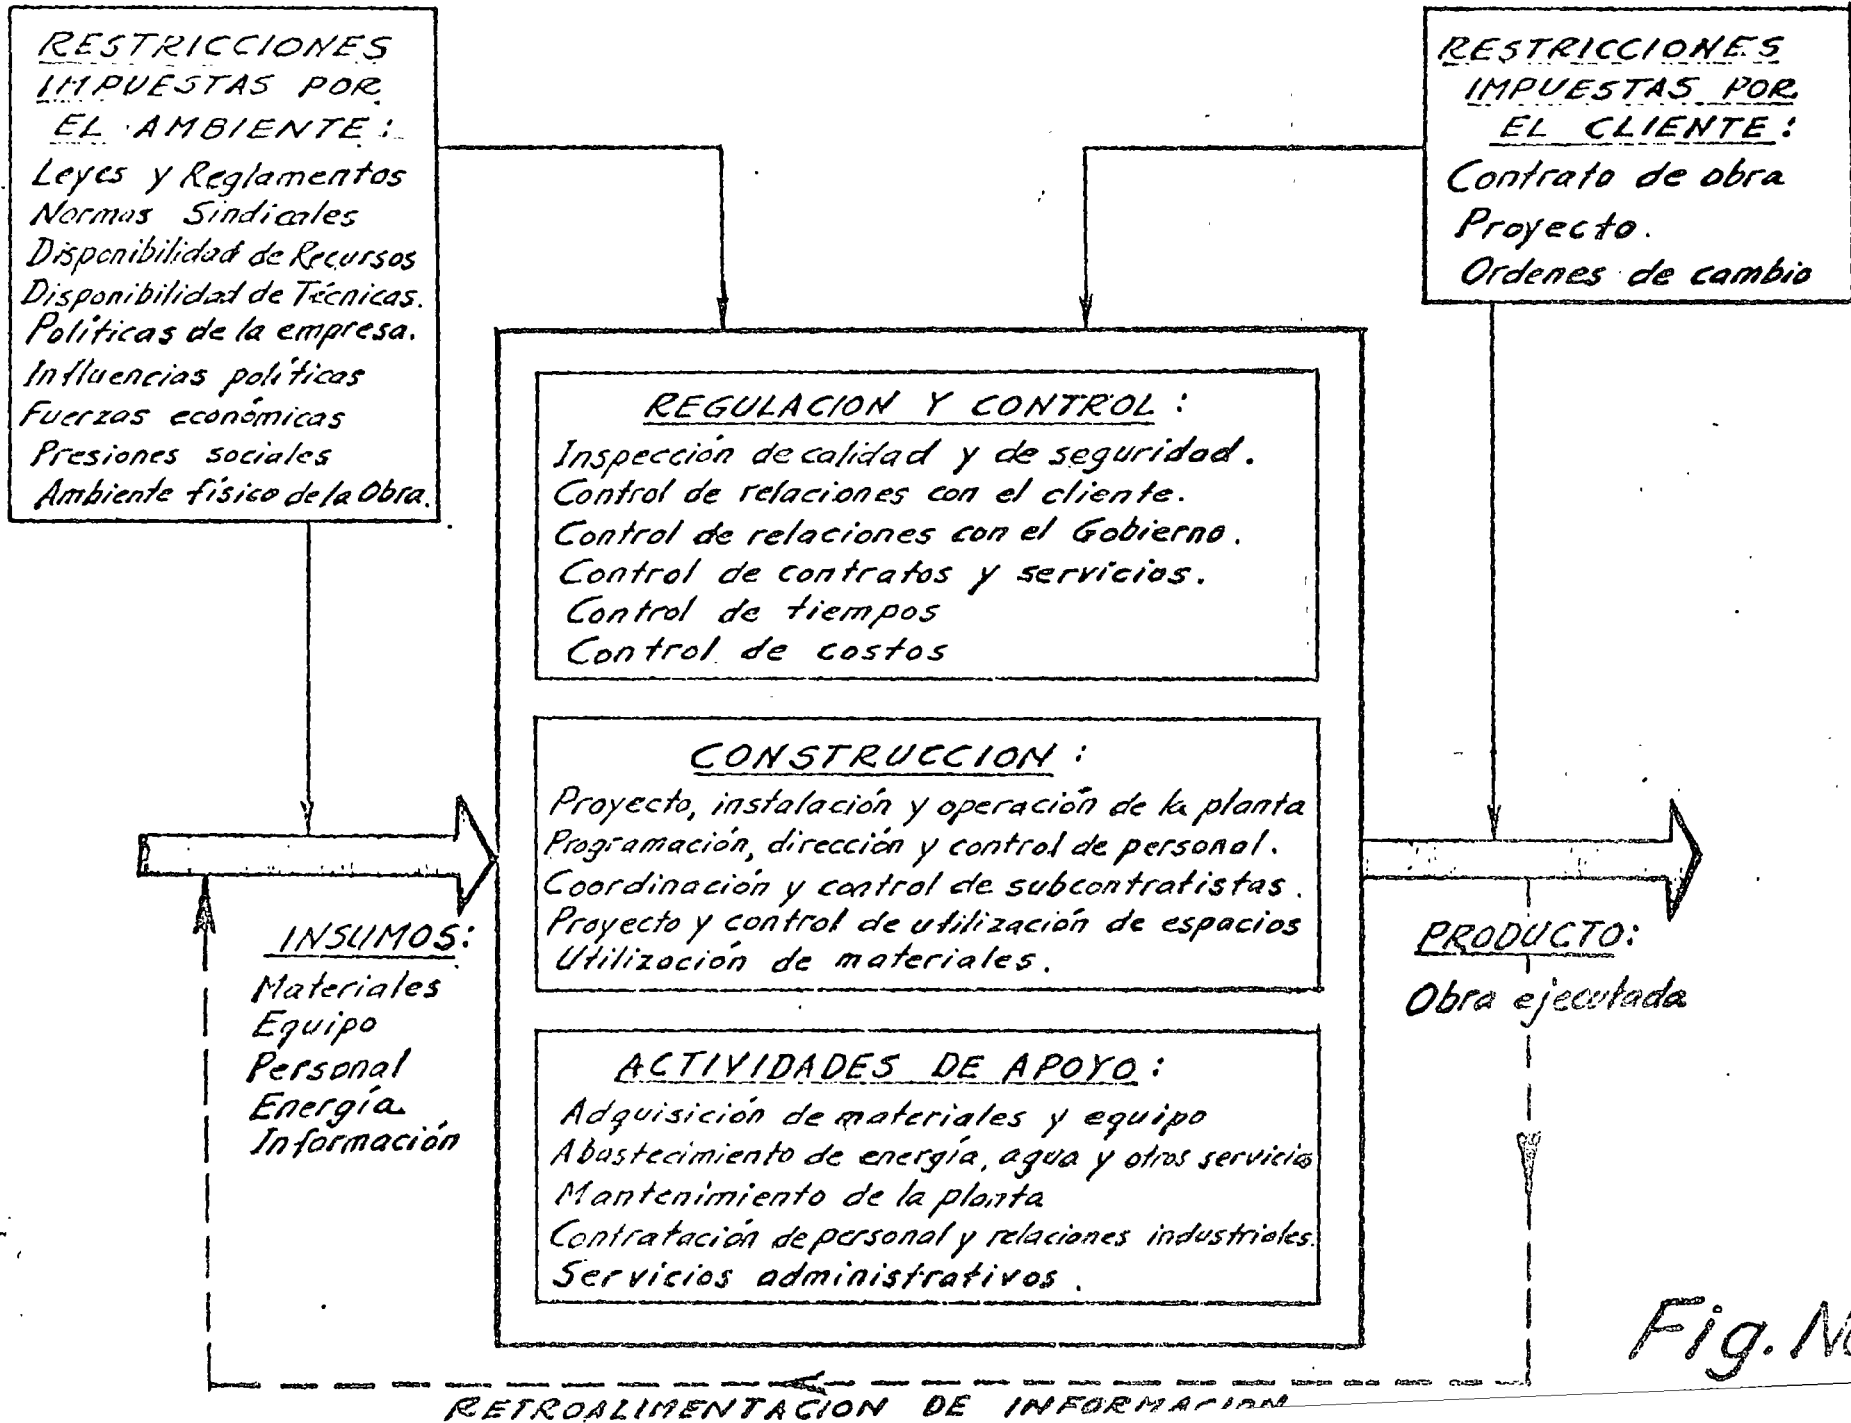 RESTRICCIONES
IMPUESTAS POR
EL AMBIENTE:
Leyes y Reglamentos
Normas Sindicales
Disponibilidad de Recursos
Disponibilidad de Técnicas.
Políticas de la empresa.
Influencias políticas
Fuerzas económicas
Presiones sociales
Ambiente físico de la Obra.
RESTRICCIONES
IMPUESTAS POR
EL CLIENTE:
Contrato de obra
Proyecto.
Ordenes de cambio
REGULACION Y CONTROL:
Inspección de calidad y de seguridad.
Control de relaciones con el cliente.
Control de relaciones con el Gobierno.
Control de contratos y servicios.
Control de tiempos
Control de costos
CONSTRUCCION:
Proyecto, instalación y operación de la planta
Programación, dirección y control de personal.
Coordinación y control de subcontratistas.
Proyecto y control de utilización de espacios
Utilización de materiales.
ACTIVIDADES DE APOYO:
Adquisición de materiales y equipo
Abastecimiento de energía, agua y otros servicios
Mantenimiento de la planta
Contratación de personal y relaciones industriales.
Servicios administrativos.
INSUMOS:
Materiales
Equipo
Personal
Energía
Información
PRODUCTO:
Obra ejecutada
RETROALIMENTACION DE INFORMACION
Fig.